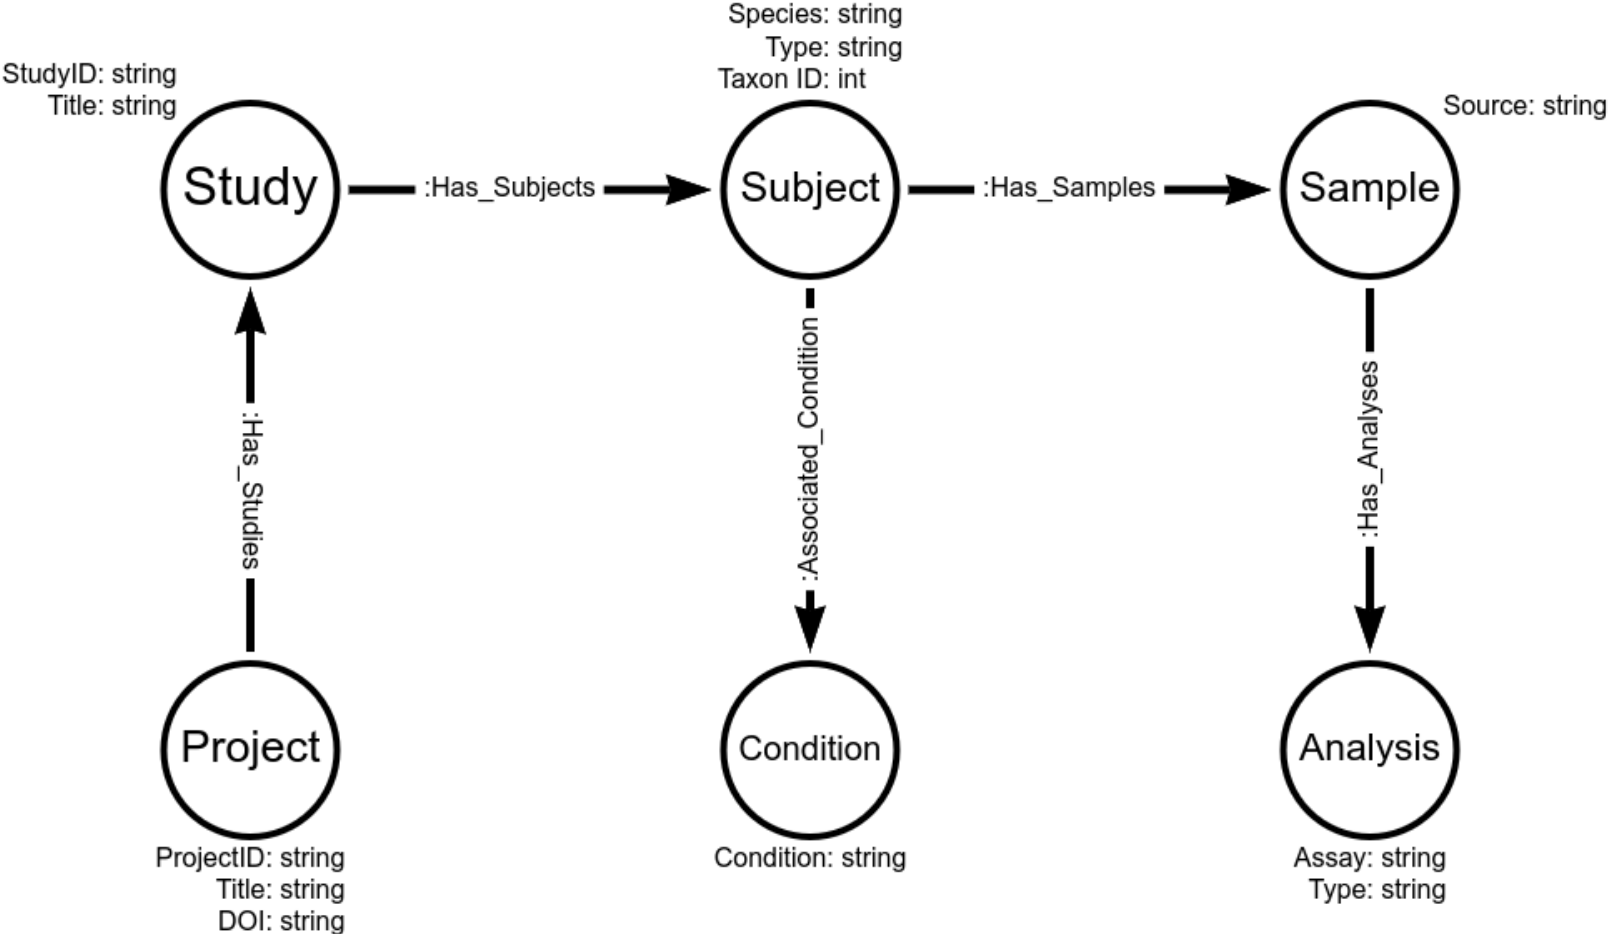 Species: string
Type: string
Taxon ID: int
StudyID: string
Title: string
Source: string
Study
:Has_Subjects
Subject
:Has_Samples
Sample
:Has_Studies
:Associated_Condition
:Has_Analyses
Project
Condition
Analysis
ProjectID: string
Title: string
DOI: string
Condition: string
Assay: string
Type: string